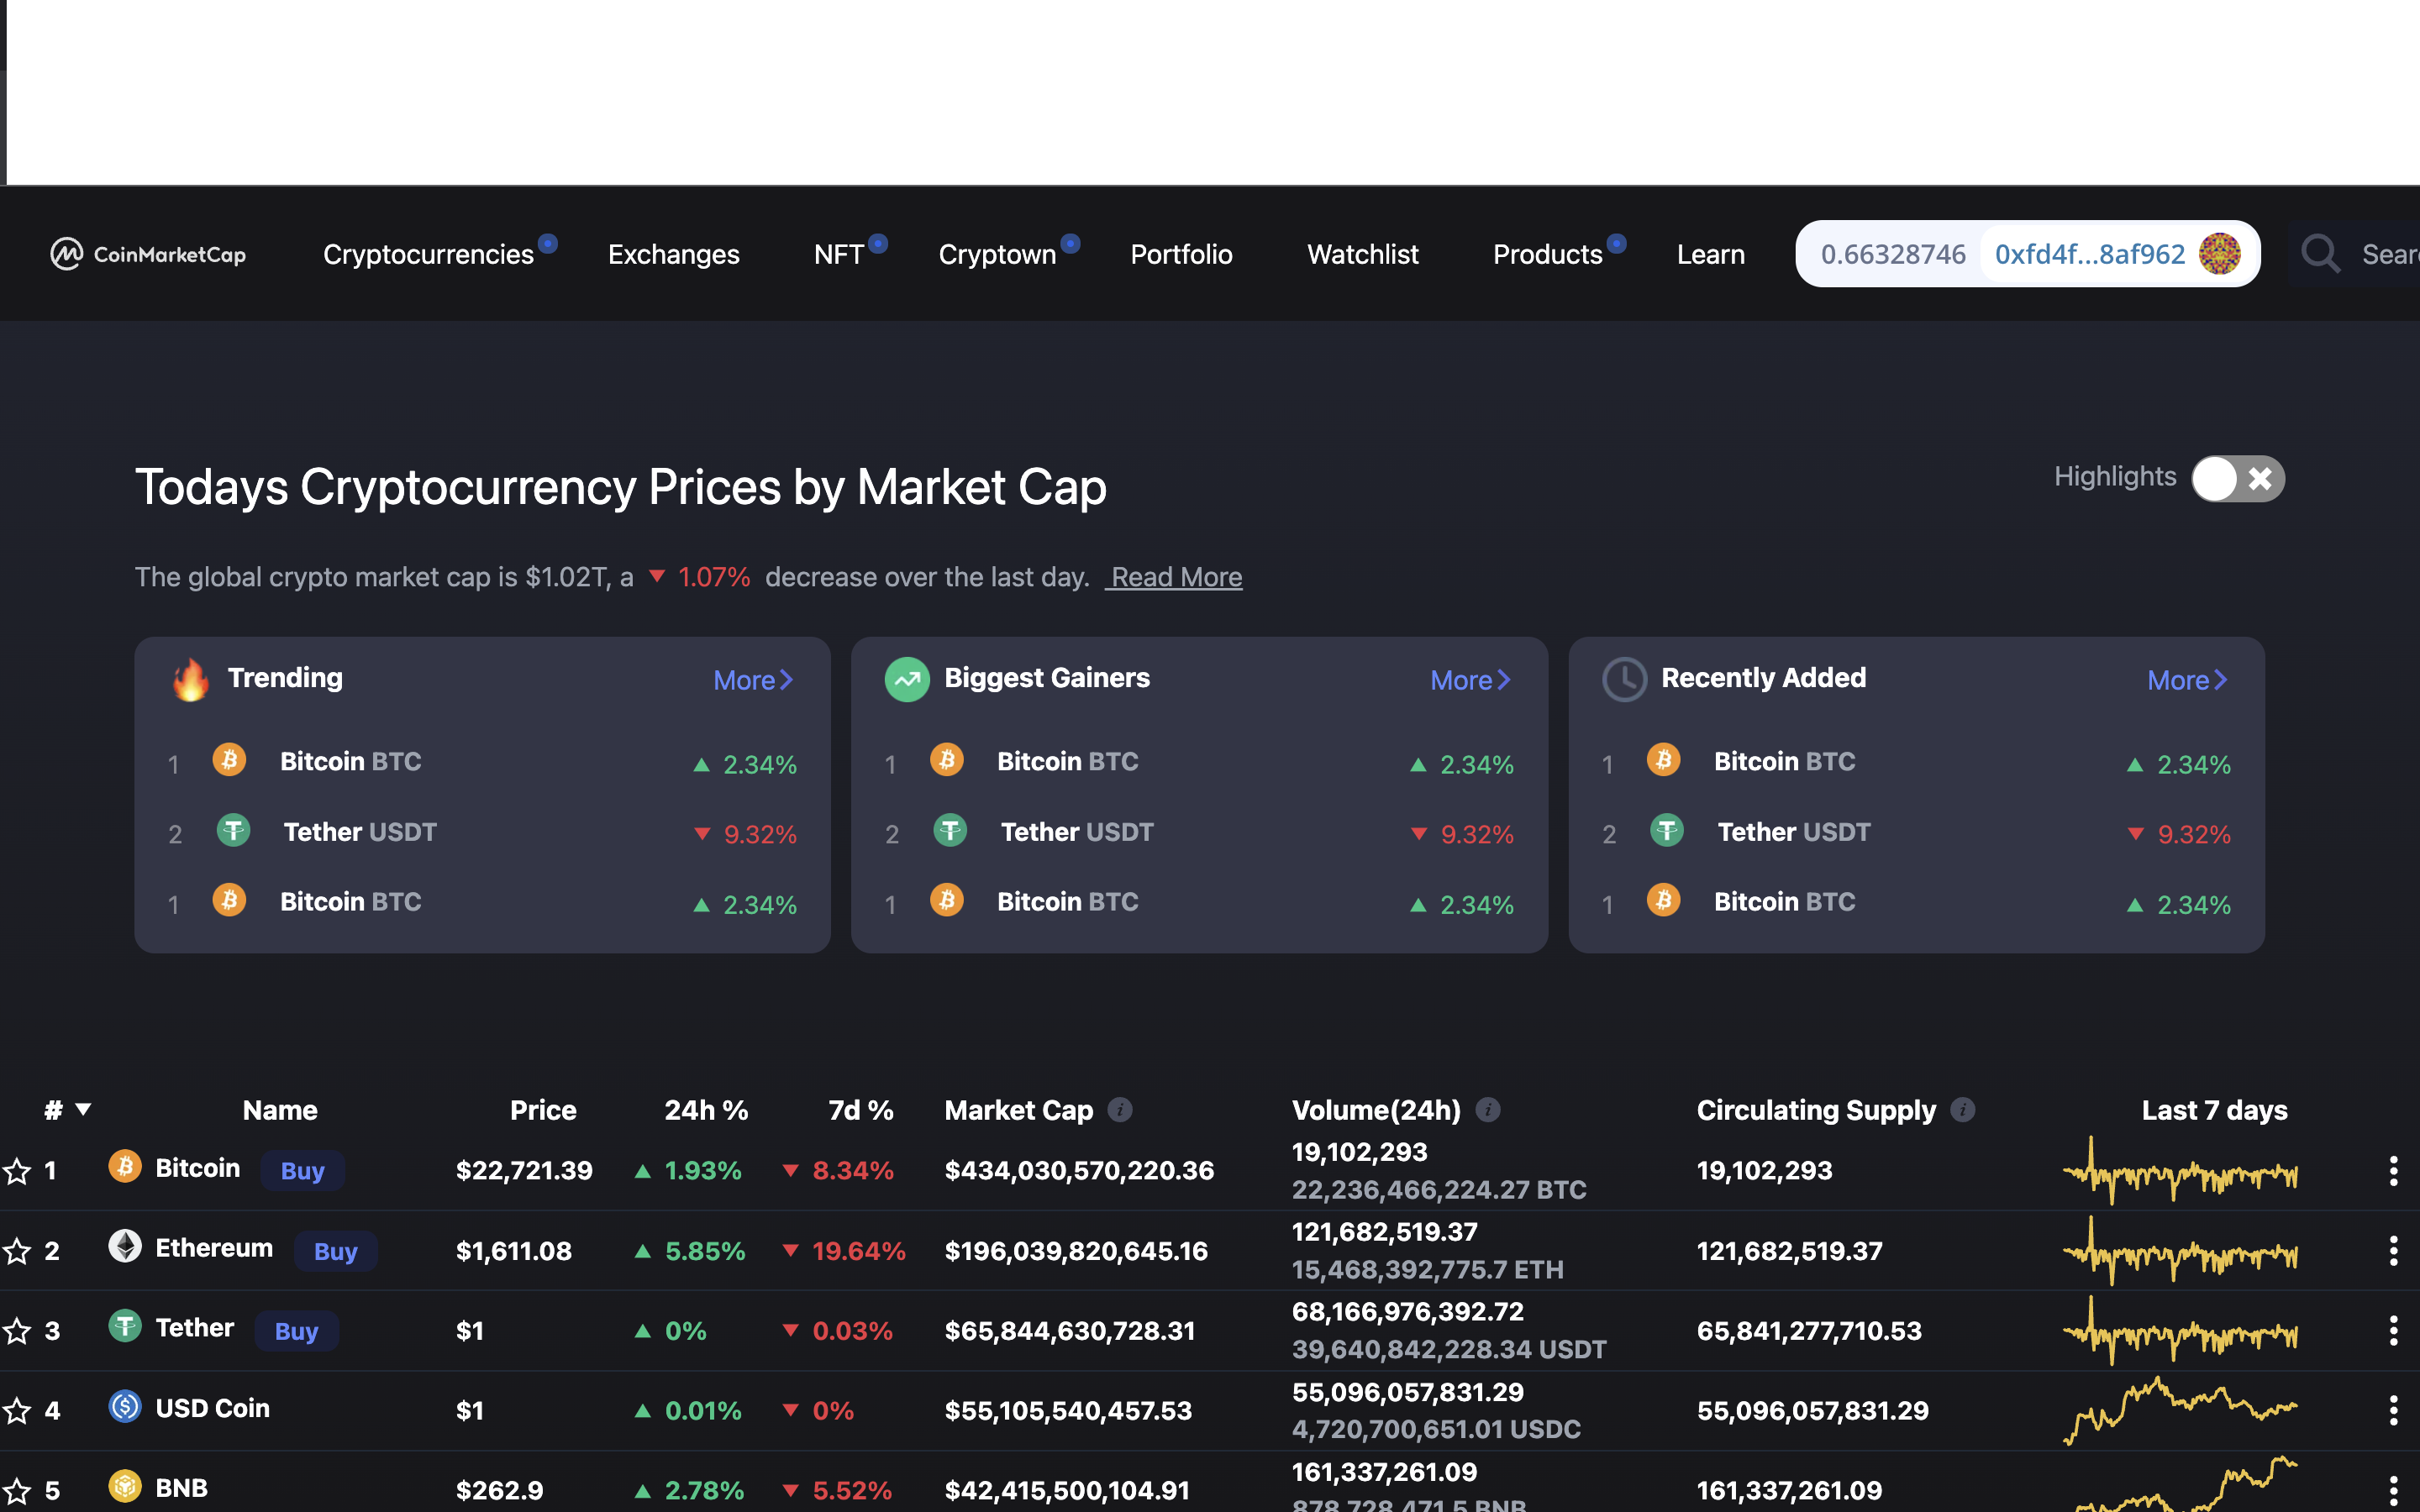 CoinMarketCap Cryptocurrencies Exchanges NFT Cryptown Portfolio Watchlist Products Learn 0.66328746 0xfd4f...8af962
Todays Cryptocurrency Prices by Market Cap
Highlights
The global crypto market cap is $1.02T, a ▼ 1.07% decrease over the last day. Read More
Trending More
1 Bitcoin BTC ▲ 2.34%
2 Tether USDT ▼ 9.32%
1 Bitcoin BTC ▲ 2.34%
Biggest Gainers More
1 Bitcoin BTC ▲ 2.34%
2 Tether USDT ▼ 9.32%
1 Bitcoin BTC ▲ 2.34%
Recently Added More
1 Bitcoin BTC ▲ 2.34%
2 Tether USDT ▼ 9.32%
1 Bitcoin BTC ▲ 2.34%
# ▼ Name Price 24h % 7d % Market Cap Volume(24h) Circulating Supply Last 7 days
1 Bitcoin Buy $22,721.39 ▲ 1.93% ▼ 8.34% $434,030,570,220.36 19,102,293 19,102,293
22,236,466,224.27 BTC
2 Ethereum Buy $1,611.08 ▲ 5.85% ▼ 19.64% $196,039,820,645.16 121,682,519.37 121,682,519.37
15,468,392,775.7 ETH
3 Tether Buy $1 ▲ 0% ▼ 0.03% $65,844,630,728.31 68,166,976,392.72 65,841,277,710.53
39,640,842,228.34 USDT
4 USD Coin $1 ▲ 0.01% ▼ 0% $55,105,540,457.53 55,096,057,831.29 55,096,057,831.29
4,720,700,651.01 USDC
5 BNB $262.9 ▲ 2.78% ▼ 5.52% $42,415,500,104.91 161,337,261.09 161,337,261.09
878,728,471.5 BNB